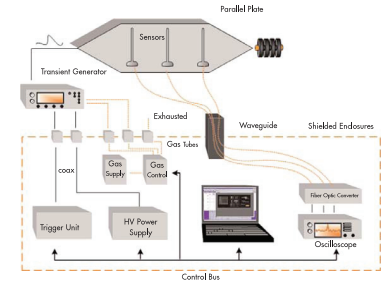 Parallel Plate
Sensors
Transient Generator
Exhausted
Waveguide
Shielded Enclosures
Gas Tubes
coax
Gas
Supply
Gas
Control
Fiber Optic Converter
Trigger Unit
HV Power
Supply
Oscilloscope
Control Bus